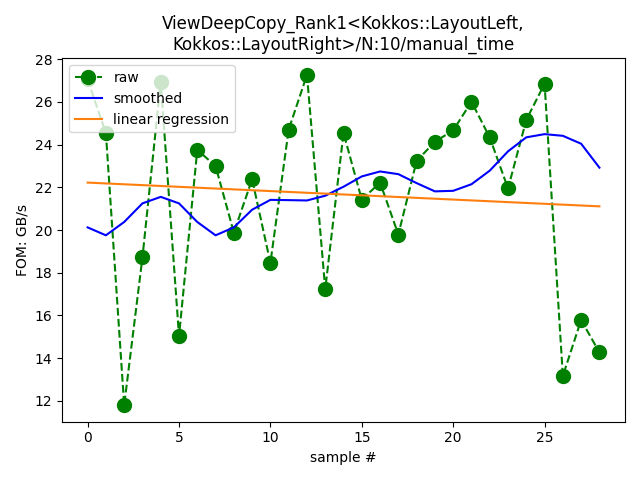 ViewDeepCopy_Rank1<Kokkos::LayoutLeft,
Kokkos::LayoutRight>/N:10/manual_time
28
26
24
22
20
18
16
14
12
FOM: GB/s
raw
smoothed
linear regression
0
5
10
15
20
25
sample #